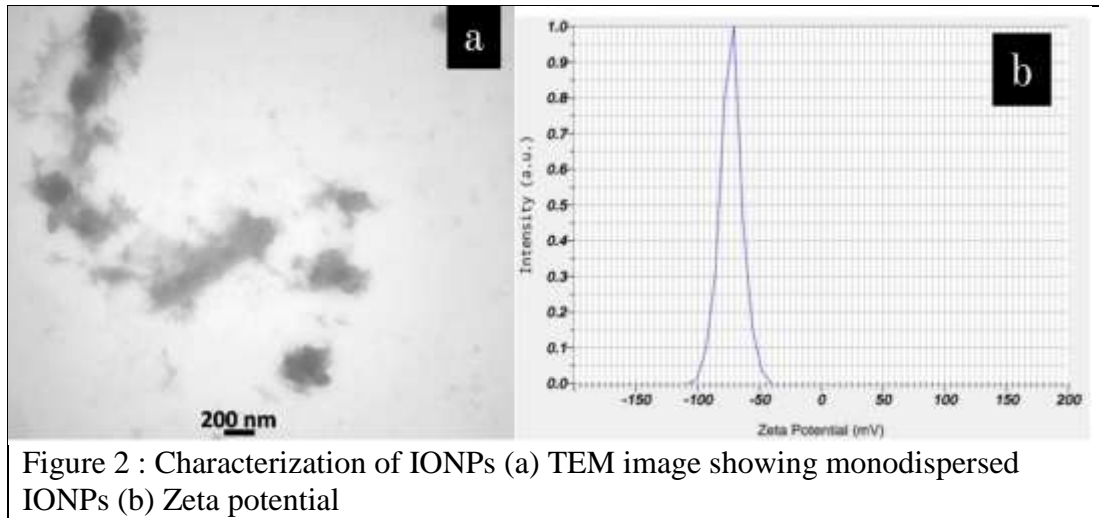 a
200 nm
b
1.0
0.9
0.8
0.7
0.6
0.5
0.4
0.3
0.2
0.1
0.0
Intensity (a.u.)
-150 -100 -50 0 50 100 150 200
Zeta Potential (mV)
Figure 2 : Characterization of IONPs (a) TEM image showing monodispersed
IONPs (b) Zeta potential